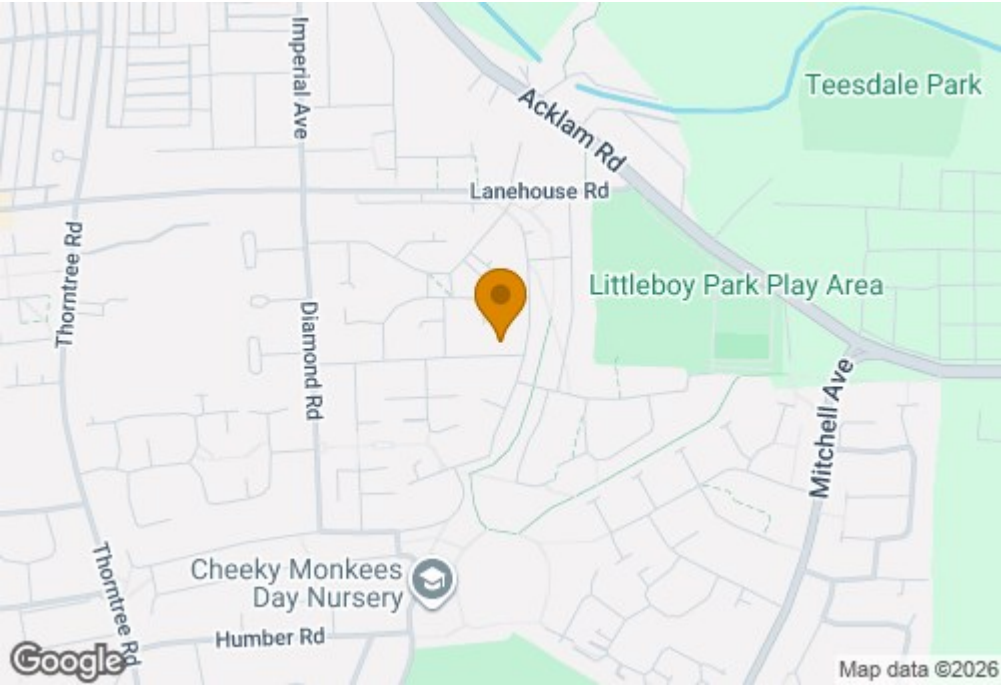 Imperial Ave
Teesdale Park
Acklam Rd
Lanehouse Rd
Thorntree Rd
Littleboy Park Play Area
Diamond Rd
Mitchell Ave
Thorntree Rd
Cheeky Monkees
Day Nursery
Humber Rd
Google
Map data ©2026